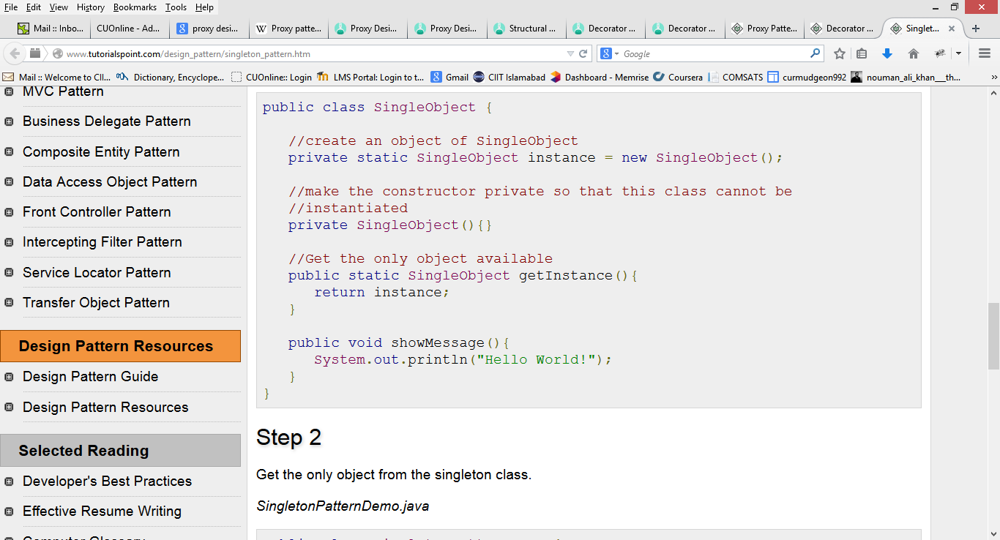 File Edit View History Bookmarks Tools Help
Mail :: Inbo... CUOnline - Ad... proxy desi... Proxy patte... Proxy Desi... Proxy Desi... Structural ... Decorator ... Decorator ... Proxy Patte... Decorator ... Singlet...
www.tutorialspoint.com/design_pattern/singleton_pattern.htm Google
Mail :: Welcome to CII... Dictionary, Encyclope... CUOnline:: Login LMS Portal: Login to t... Gmail CIIT Islamabad Dashboard - Memrise Coursera COMSATS curmudgeon992 nouman_ali_khan___th...
MVC Pattern
Business Delegate Pattern
Composite Entity Pattern
Data Access Object Pattern
Front Controller Pattern
Intercepting Filter Pattern
Service Locator Pattern
Transfer Object Pattern
Design Pattern Resources
Design Pattern Guide
Design Pattern Resources
Selected Reading
Developer's Best Practices
Effective Resume Writing
Computer Glossary
public class SingleObject {
//create an object of SingleObject
private static SingleObject instance = new SingleObject();
//make the constructor private so that this class cannot be
//instantiated
private SingleObject(){}
//Get the only object available
public static SingleObject getInstance(){
return instance;
}
public void showMessage(){
System.out.println("Hello World!");
}
}
Step 2
Get the only object from the singleton class.
SingletonPatternDemo.java